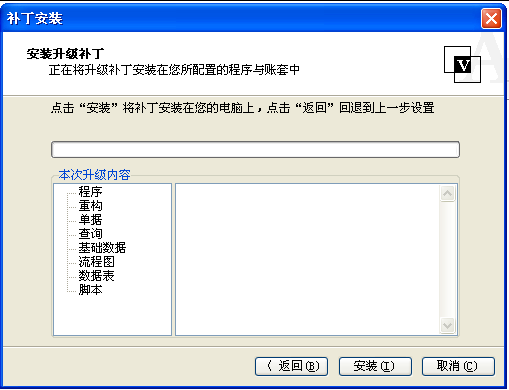 补丁安装
安装升级补丁
正在将升级补丁安装在您所配置的程序与账套中
V
点击“安装”将补丁安装在您的电脑上，点击“返回”回退到上一步设置
本次升级内容
程序
重构
单据
查询
基础数据
流程图
数据表
脚本
〈 返回(B)
安装(I)
取消(C)